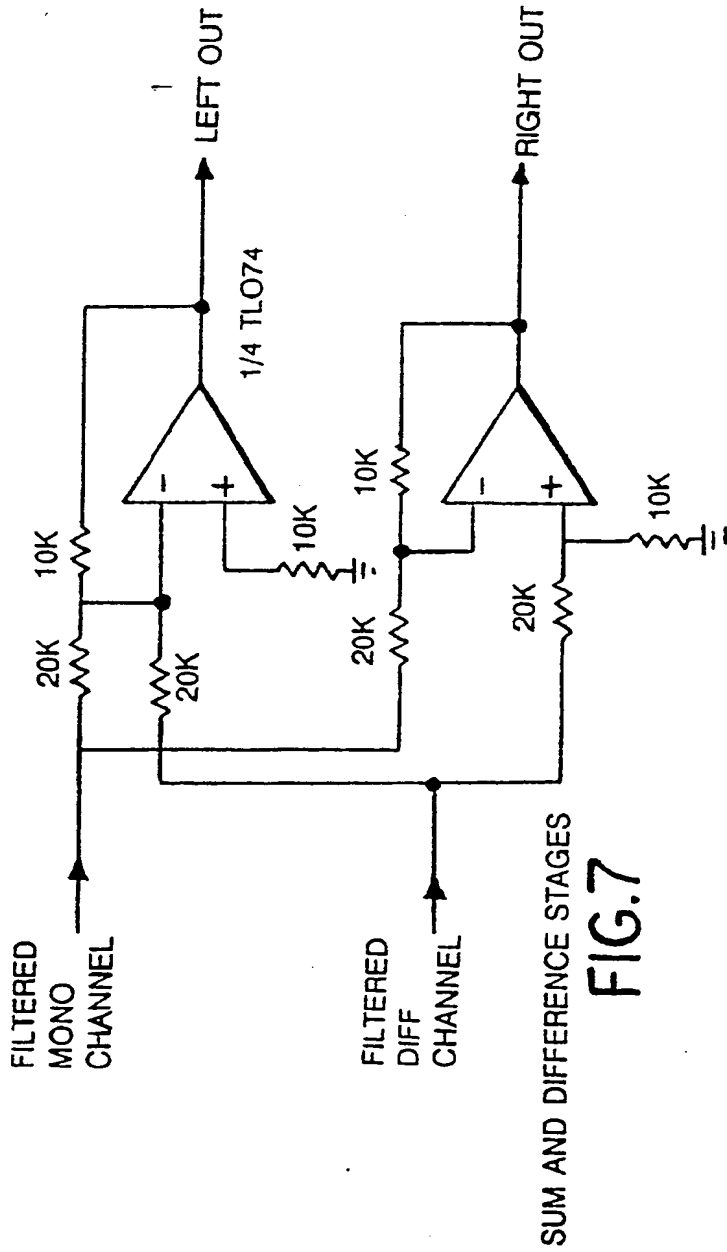 FILTERED
MONO
CHANNEL
20K
10K
20K
-
+
10K
1/4 TLO74
LEFT OUT
1
FILTERED
DIFF
CHANNEL
20K
10K
-
+
20K
10K
RIGHT OUT
SUM AND DIFFERENCE STAGES
FIG.7